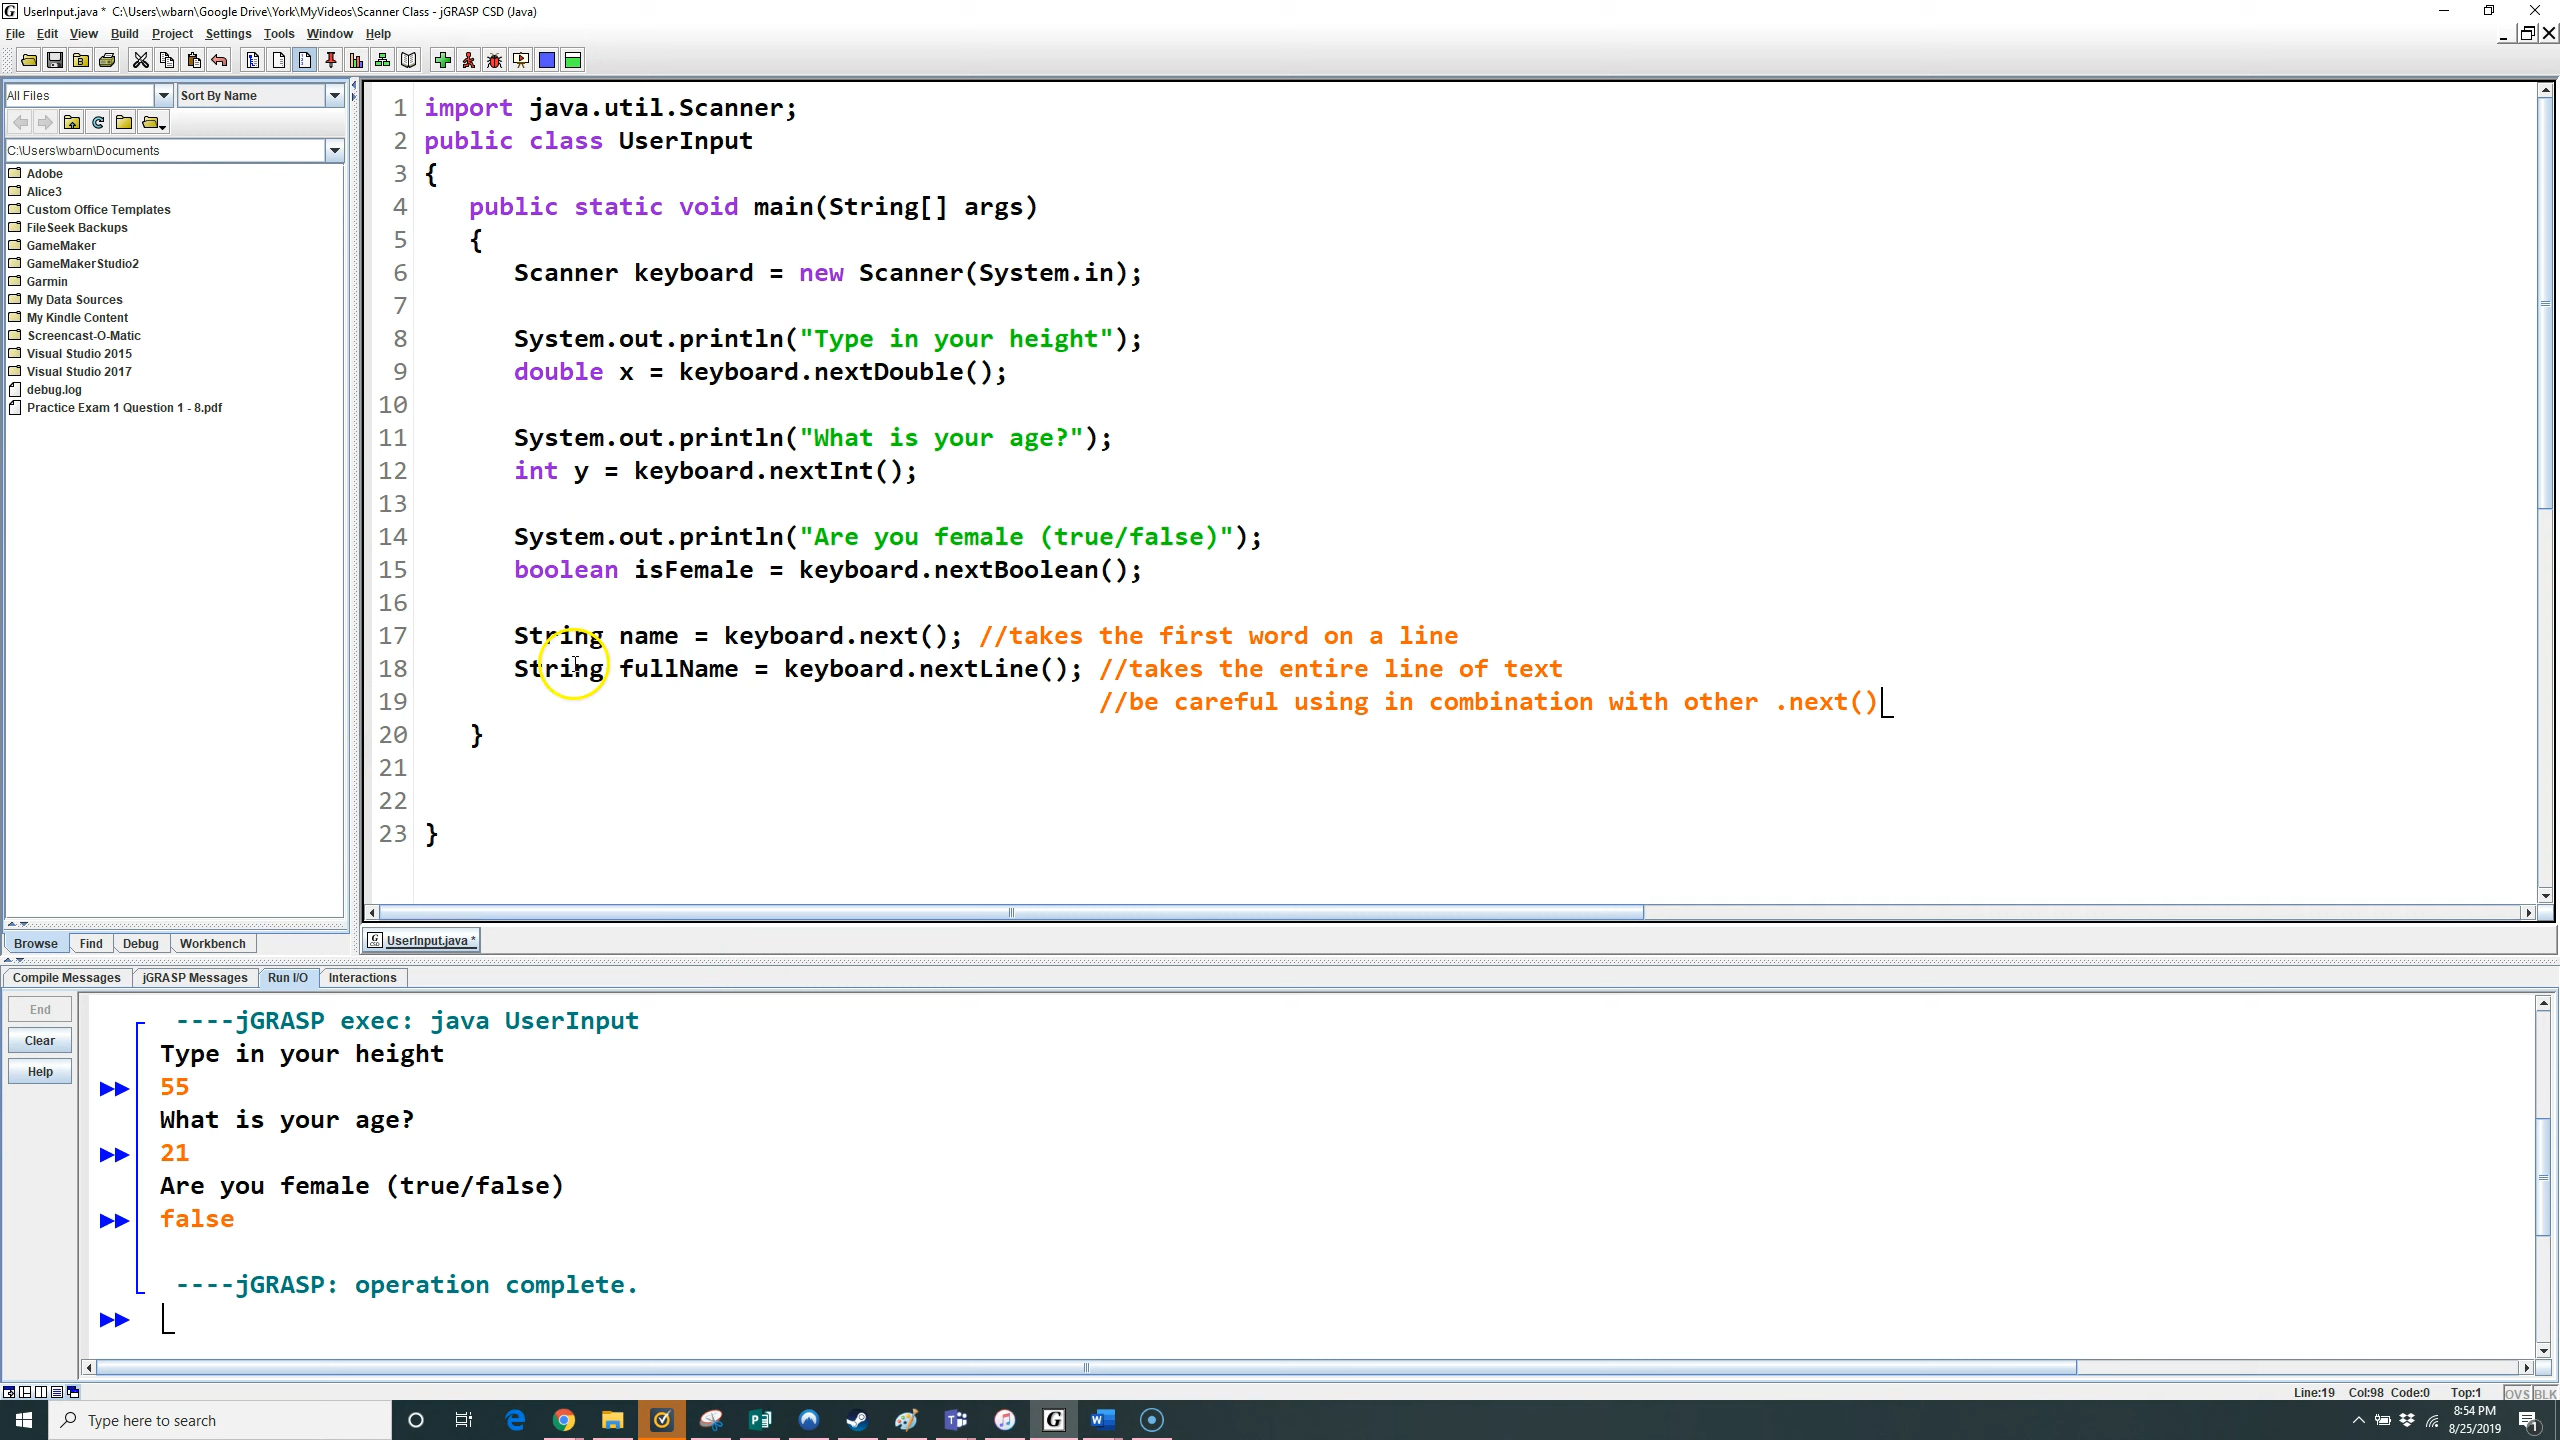 UserInput.java *  C:\Users\wbarn\Google Drive\York\MyVideos\Scanner Class - jGRASP CSD (Java)
File Edit View Build Project Settings Tools Window Help
All Files
Sort By Name
C:\Users\wbarn\Documents
Adobe
Alice3
Custom Office Templates
FileSeek Backups
GameMaker
GameMakerStudio2
Garmin
My Data Sources
My Kindle Content
Screencast-O-Matic
Visual Studio 2015
Visual Studio 2017
debug.log
Practice Exam 1 Question 1 - 8.pdf
Browse Find Debug Workbench
1 import java.util.Scanner;
2 public class UserInput
3 {
4    public static void main(String[] args)
5    {
6       Scanner keyboard = new Scanner(System.in);
7
8       System.out.println("Type in your height");
9       double x = keyboard.nextDouble();
10
11       System.out.println("What is your age?");
12       int y = keyboard.nextInt();
13
14       System.out.println("Are you female (true/false)");
15       boolean isFemale = keyboard.nextBoolean();
16
17       String name = keyboard.next(); //takes the first word on a line
18       String fullName = keyboard.nextLine(); //takes the entire line of text
19                                              //be careful using in combination with other .next()
20    }
21
22
23 }
UserInput.java *
Compile Messages jGRASP Messages Run I/O Interactions
End
Clear
Help
----jGRASP exec: java UserInput
Type in your height
55
What is your age?
21
Are you female (true/false)
false
----jGRASP: operation complete.
Line:19 Col:98 Code:0 Top:1 OVS BLK
Type here to search
8:54 PM
8/25/2019